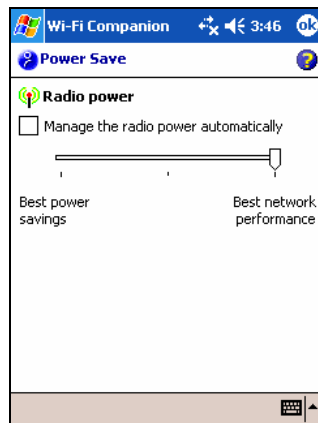 Wi-Fi Companion 3:46 ok
Power Save ?
Radio power
Manage the radio power automatically
Best power Best network
savings performance